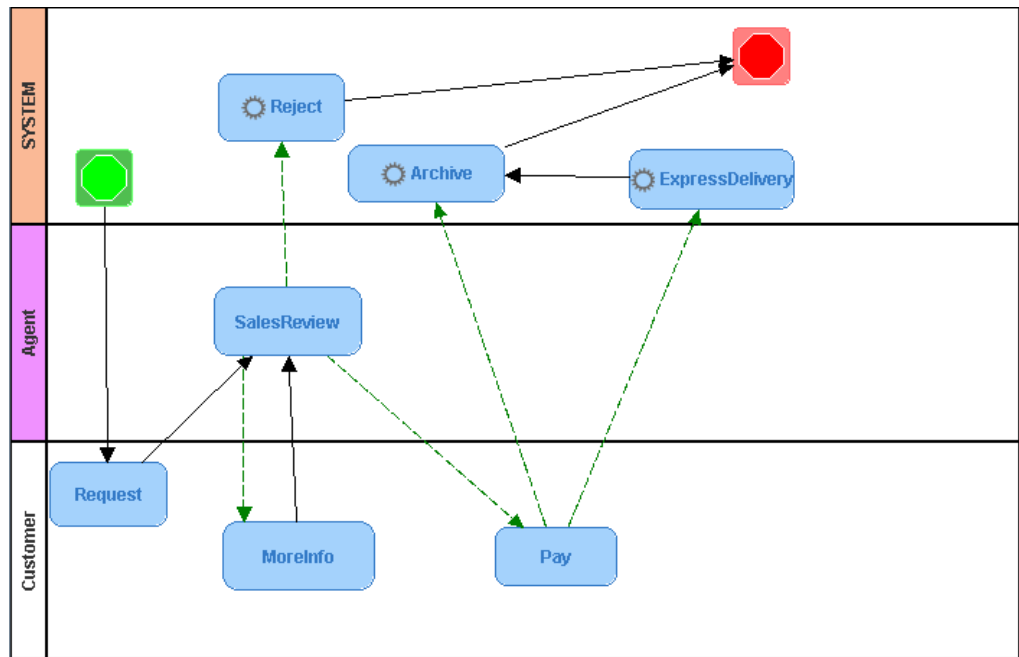 SYSTEM
Reject
Archive
ExpressDelivery
Agent
SalesReview
Customer
Request
MoreInfo
Pay